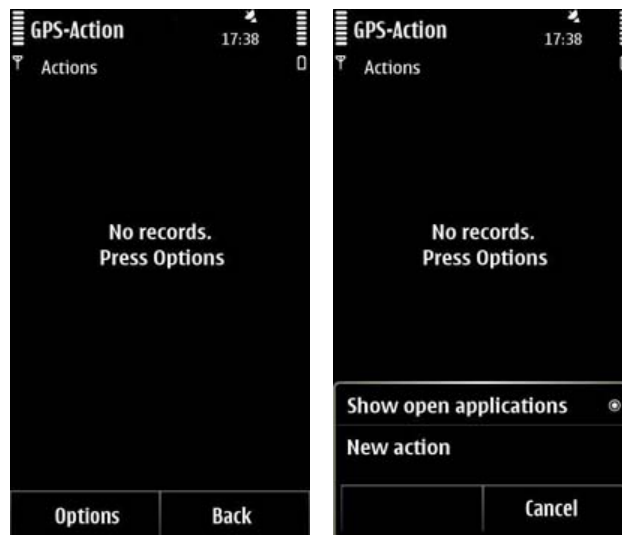 GPS-Action
17:38
Actions
No records.
Press Options
Options
Back
GPS-Action
17:38
Actions
No records.
Press Options
Show open applications
New action
Cancel